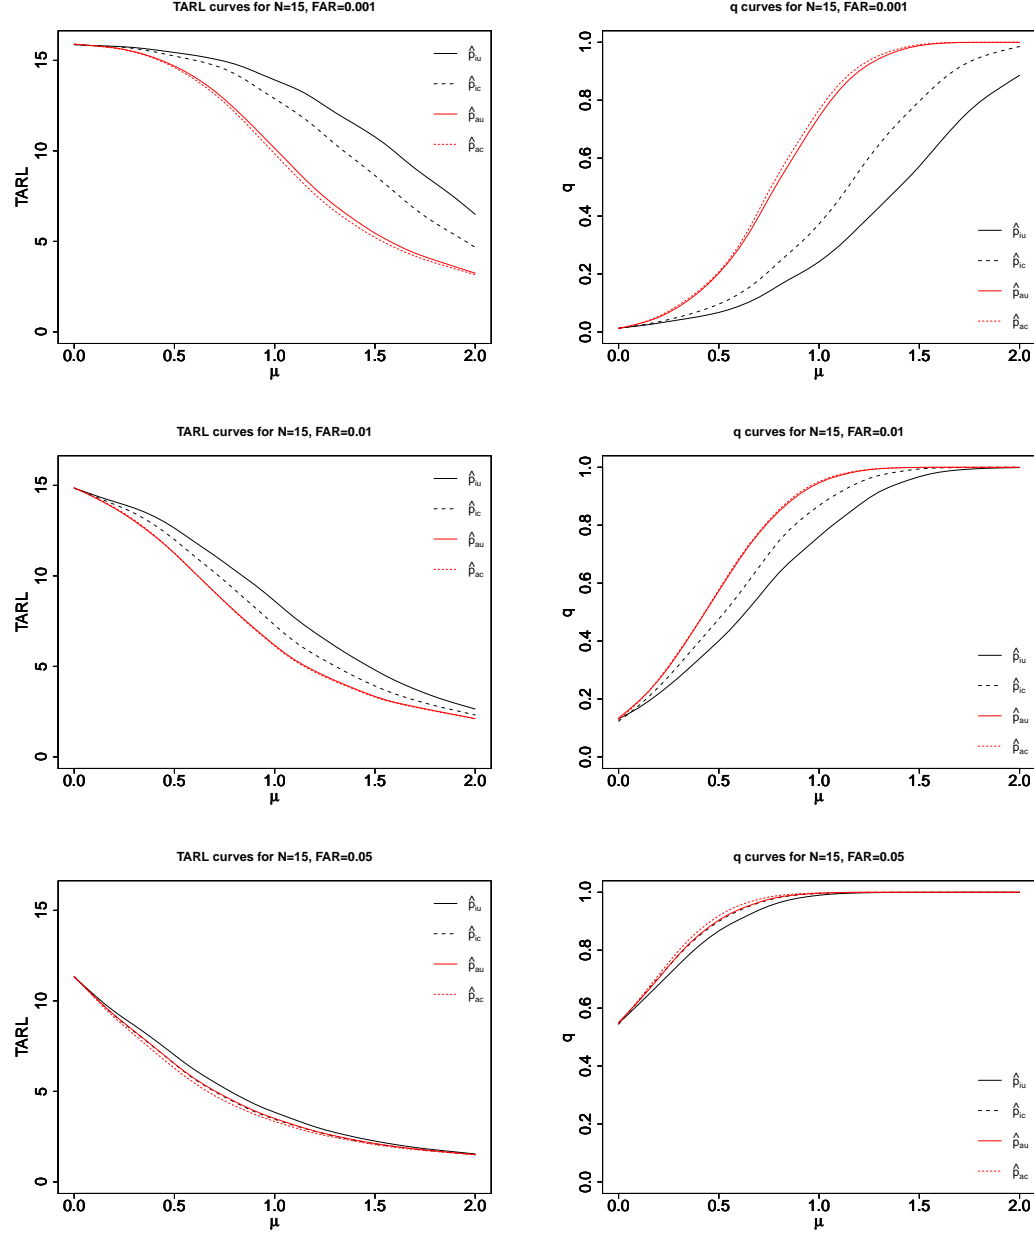 TARL curves for N=15, FAR=0.001
TARL
0 5 10 15
0.0 0.5 1.0 1.5 2.0
μ
p̂iu
p̂ic
p̂au
p̂ac
q curves for N=15, FAR=0.001
q
0.0 0.2 0.4 0.6 0.8 1.0
0.0 0.5 1.0 1.5 2.0
μ
p̂iu
p̂ic
p̂au
p̂ac
TARL curves for N=15, FAR=0.01
TARL
0 5 10 15
0.0 0.5 1.0 1.5 2.0
μ
p̂iu
p̂ic
p̂au
p̂ac
q curves for N=15, FAR=0.01
q
0.0 0.2 0.4 0.6 0.8 1.0
0.0 0.5 1.0 1.5 2.0
μ
p̂iu
p̂ic
p̂au
p̂ac
TARL curves for N=15, FAR=0.05
TARL
0 5 10 15
0.0 0.5 1.0 1.5 2.0
μ
p̂iu
p̂ic
p̂au
p̂ac
q curves for N=15, FAR=0.05
q
0.0 0.2 0.4 0.6 0.8 1.0
0.0 0.5 1.0 1.5 2.0
μ
p̂iu
p̂ic
p̂au
p̂ac